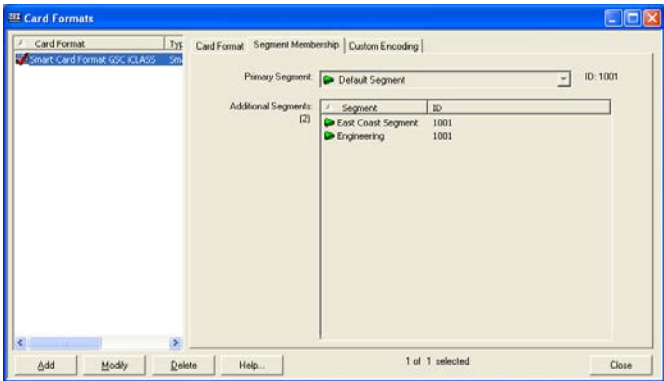 Card Formats
Card Format Typ
Smart Card Format GSC iCLASS Sm
Card Format Segment Membership Custom Encoding
Primary Segment: Default Segment ID: 1001
Additional Segments: Segment ID
(2) East Coast Segment 1001
Engineering 1001
Add Modify Delete Help... 1 of 1 selected Close